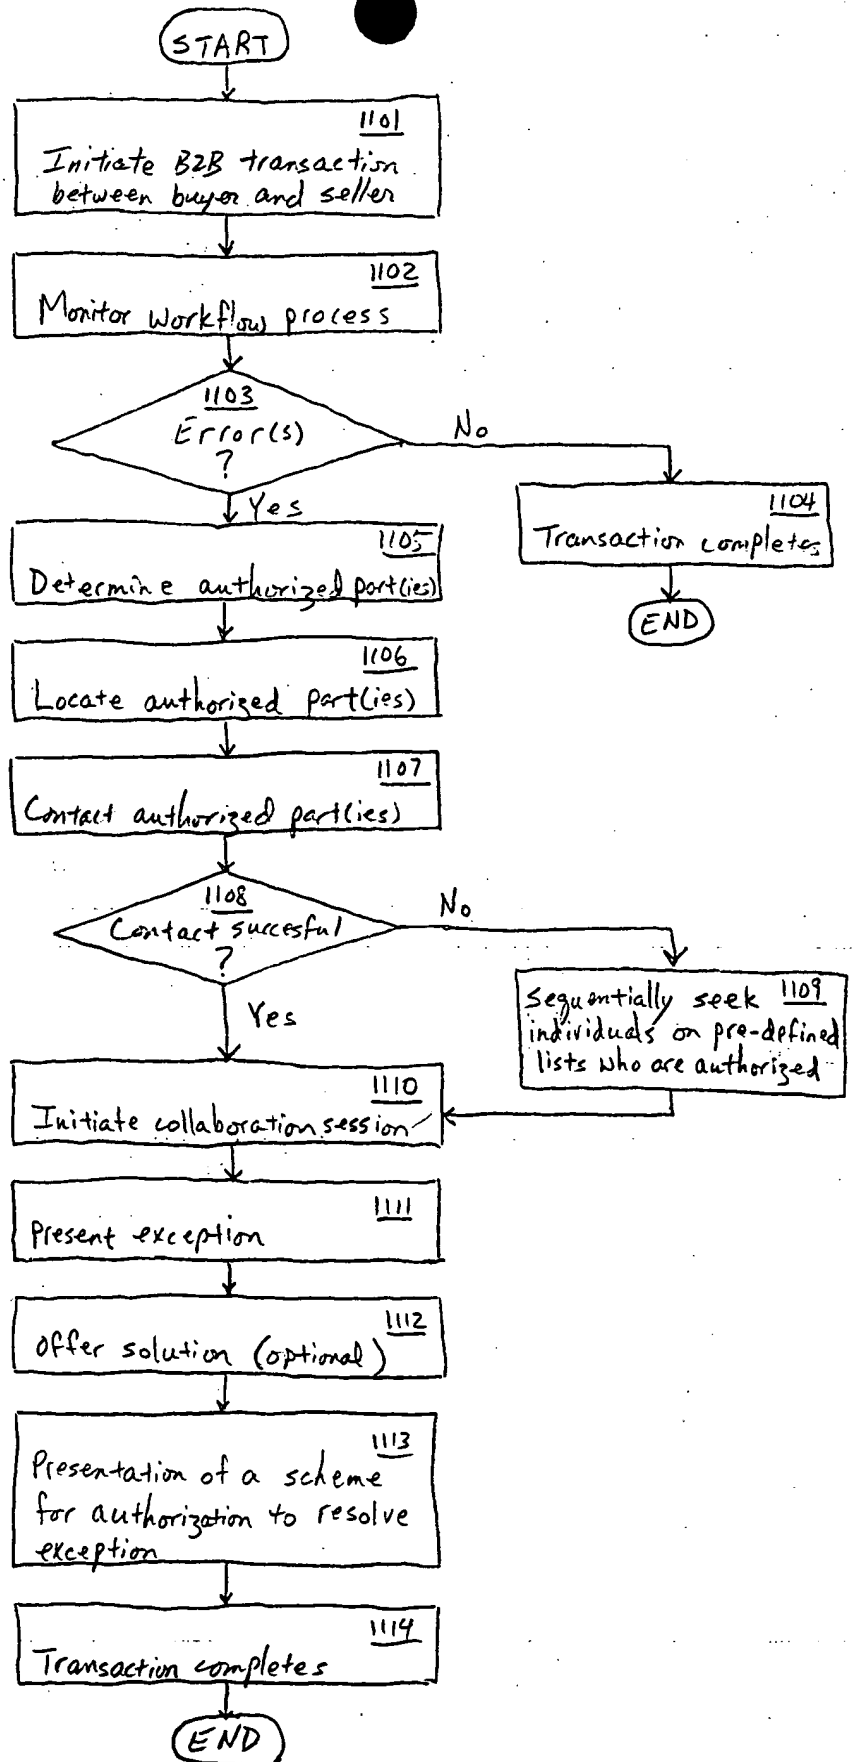 START
1101
Initiate B2B transaction
between buyer and seller
1102
Monitor workflow process
1103
Error(s)
?
No
Yes
1104
Transaction completes
END
1105
Determine authorized part(ies)
1106
Locate authorized part(ies)
1107
Contact authorized part(ies)
1108
Contact succesful
?
No
Yes
Sequentially seek 1109
individuals on pre-defined
lists who are authorized
1110
Initiate collaboration session
1111
Present exception
1112
Offer solution (optional)
1113
Presentation of a scheme
for authorization to resolve
exception
1114
Transaction completes
END